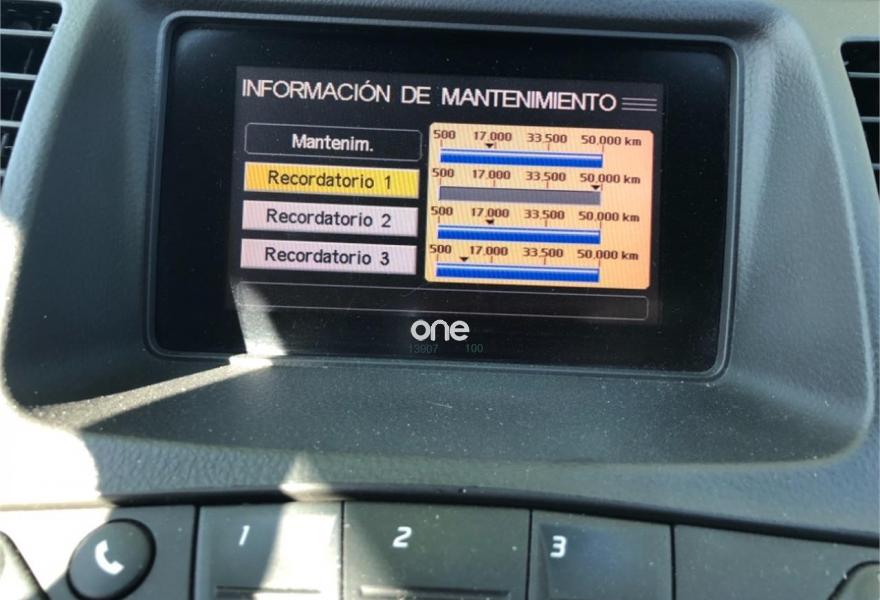 INFORMACIÓN DE MANTENIMIENTO
Mantenim.
500 17,000 33,500 50,000 km
Recordatorio 1
500 17,000 33,500 50,000 km
Recordatorio 2
500 17,000 33,500 50,000 km
Recordatorio 3
500 17,000 33,500 50,000 km
one
13907 100
1 2 3